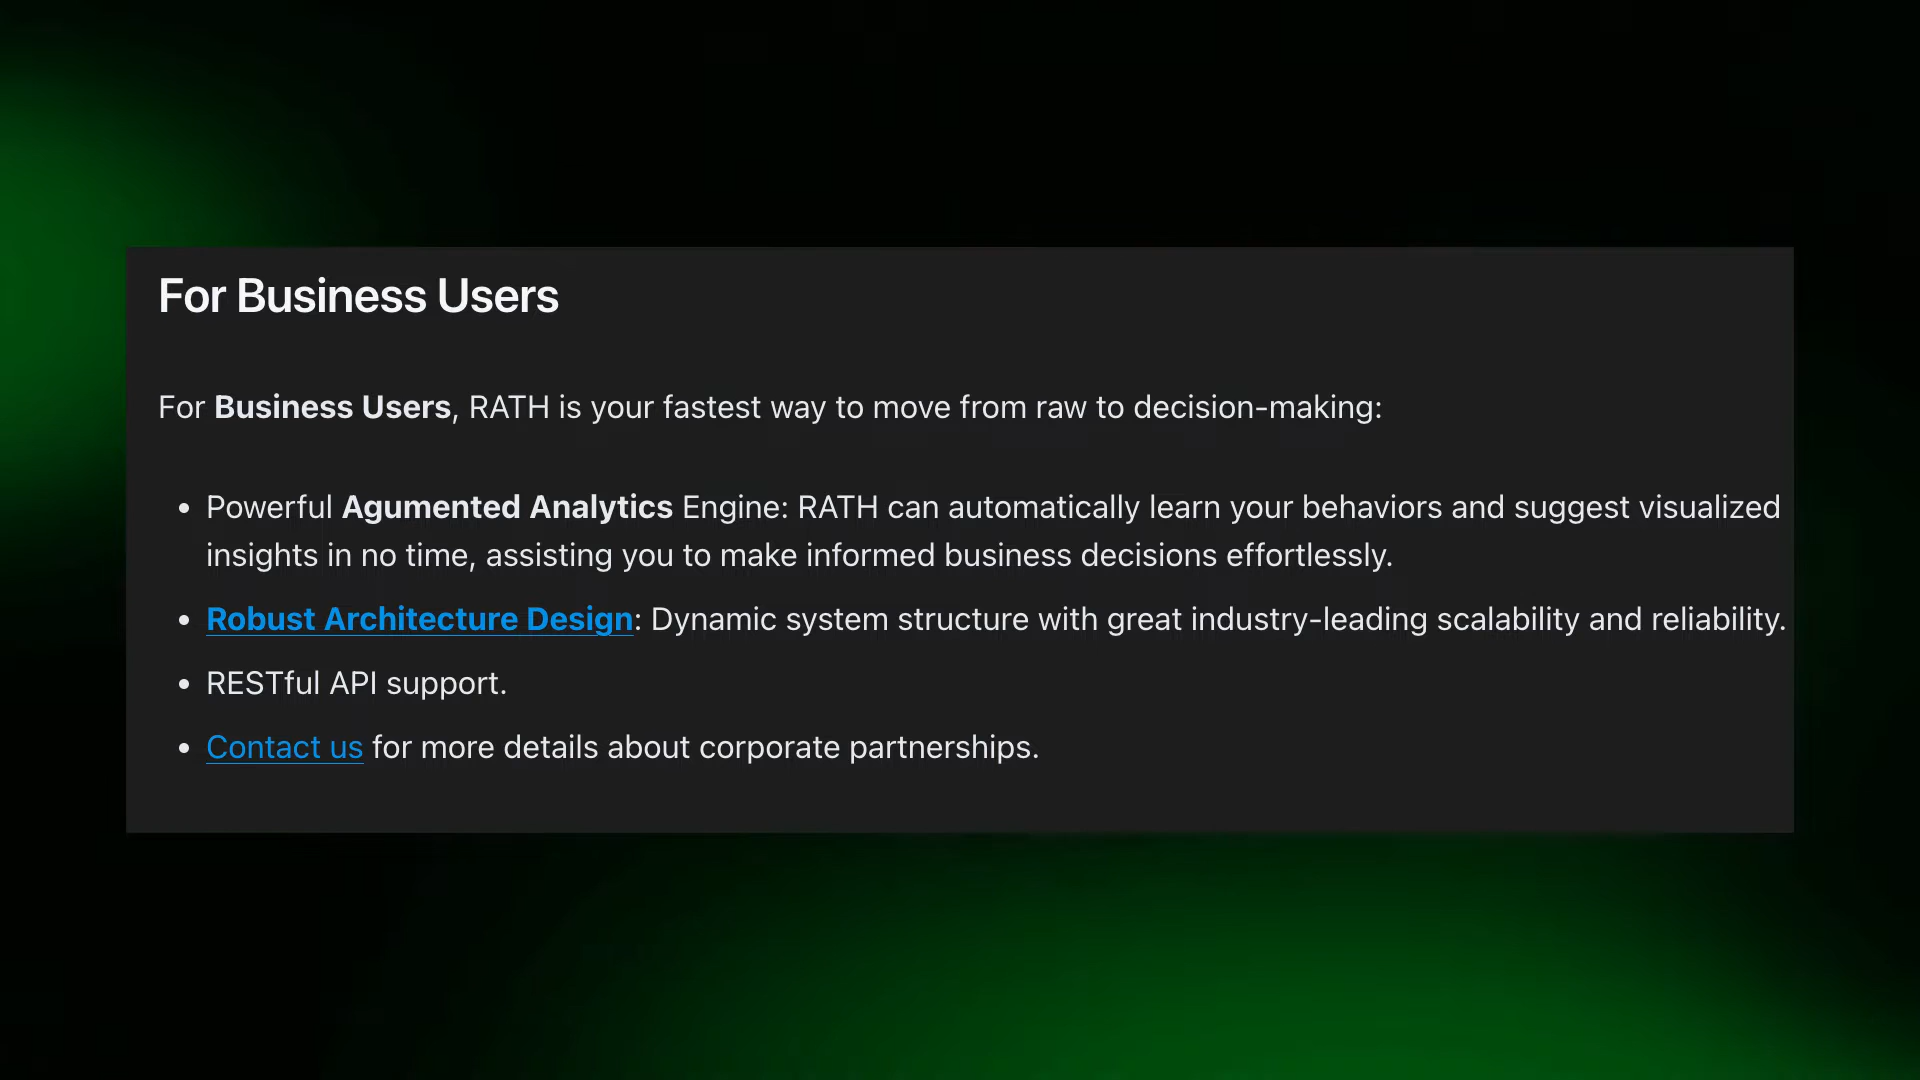 For Business Users
For Business Users, RATH is your fastest way to move from raw to decision-making:
• Powerful Agumented Analytics Engine: RATH can automatically learn your behaviors and suggest visualized
insights in no time, assisting you to make informed business decisions effortlessly.
• Robust Architecture Design: Dynamic system structure with great industry-leading scalability and reliability.
• RESTful API support.
• Contact us for more details about corporate partnerships.